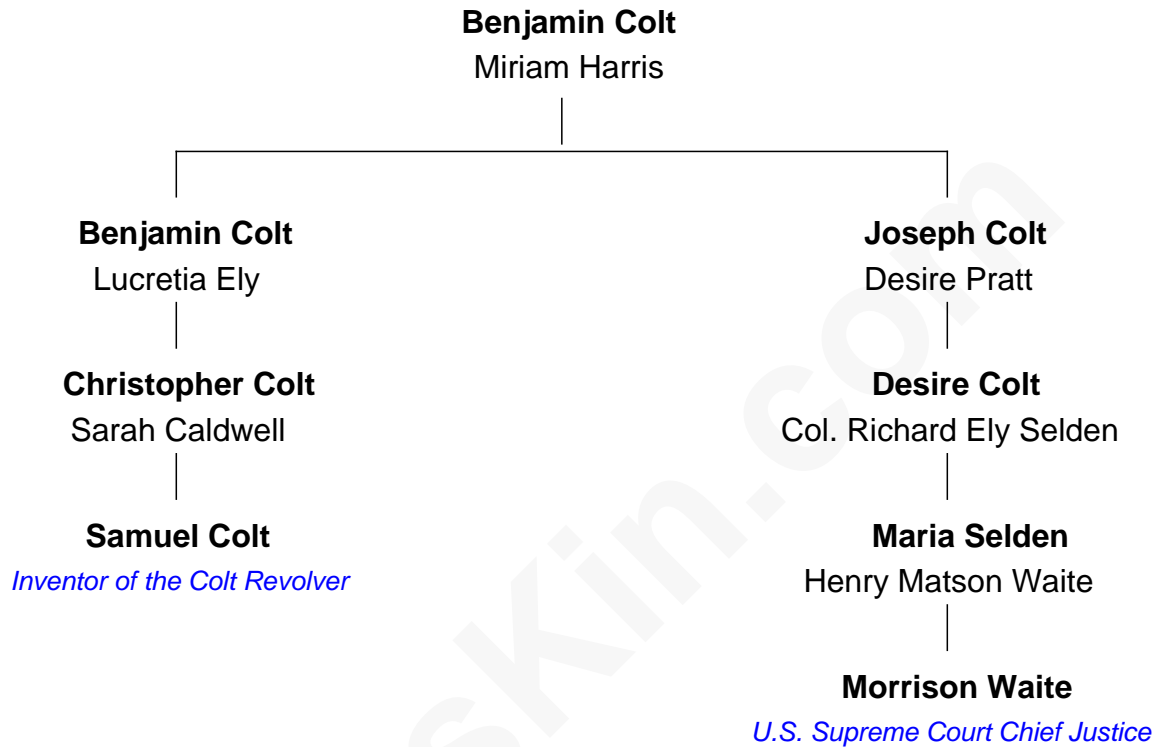 Benjamin Colt
Miriam Harris
Benjamin Colt
Lucretia Ely
Joseph Colt
Desire Pratt
Christopher Colt
Sarah Caldwell
Desire Colt
Col. Richard Ely Selden
Samuel Colt
Inventor of the Colt Revolver
Maria Selden
Henry Matson Waite
Morrison Waite
U.S. Supreme Court Chief Justice
sKin.com